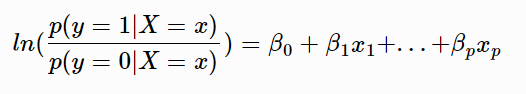 ln(p(y = 1|X = x) / p(y = 0|X = x)) = β₀ + β₁x₁+…+βₚxₚ